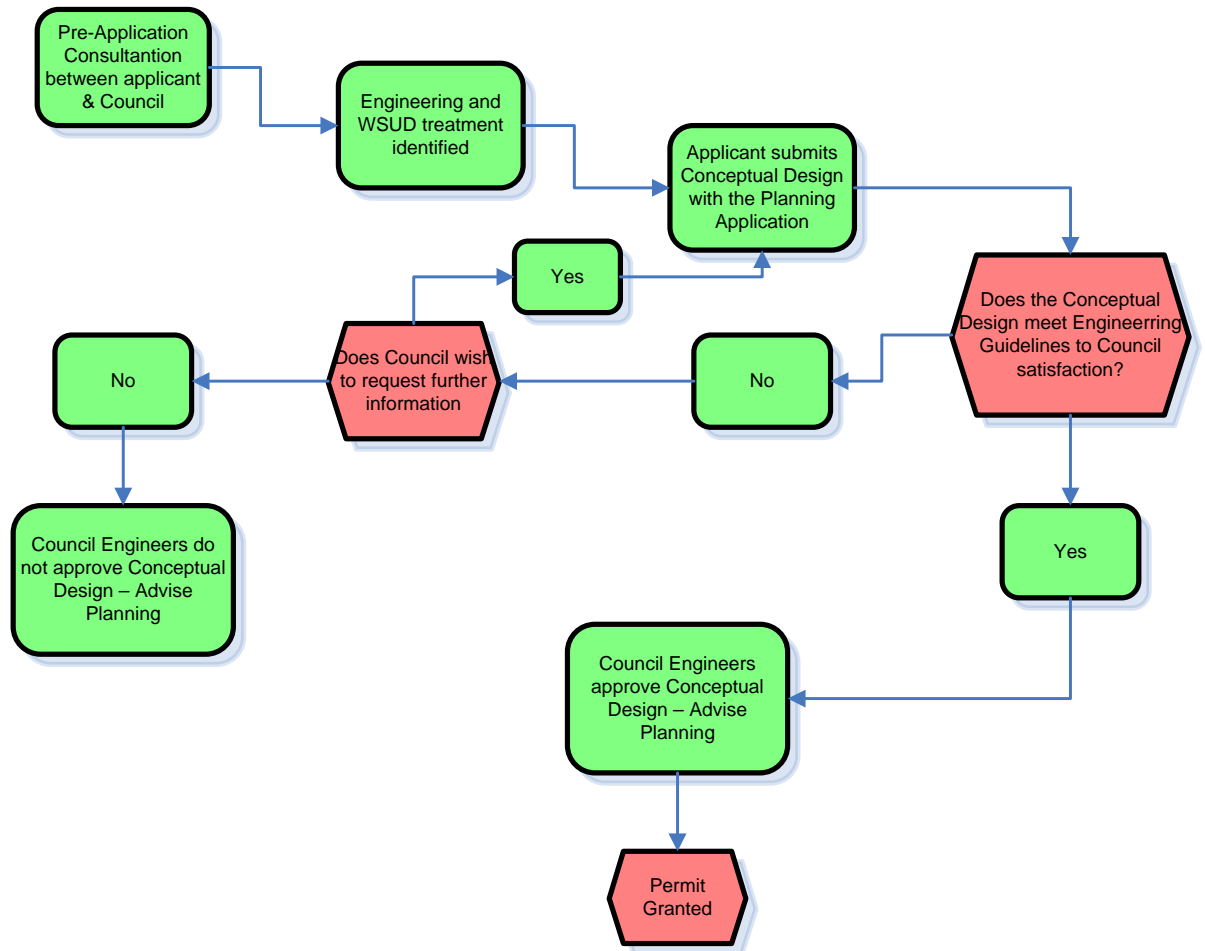 Pre-Application
Consultantion
between applicant
& Council
Engineering and
WSUD treatment
identified
Applicant submits
Conceptual Design
with the Planning
Application
Yes
Does the Conceptual
Design meet Engineerring
Guidelines to Council
satisfaction?
No
Does Council wish
to request further
information
No
Council Engineers do
not approve Conceptual
Design – Advise
Planning
Yes
Council Engineers
approve Conceptual
Design – Advise
Planning
Permit
Granted